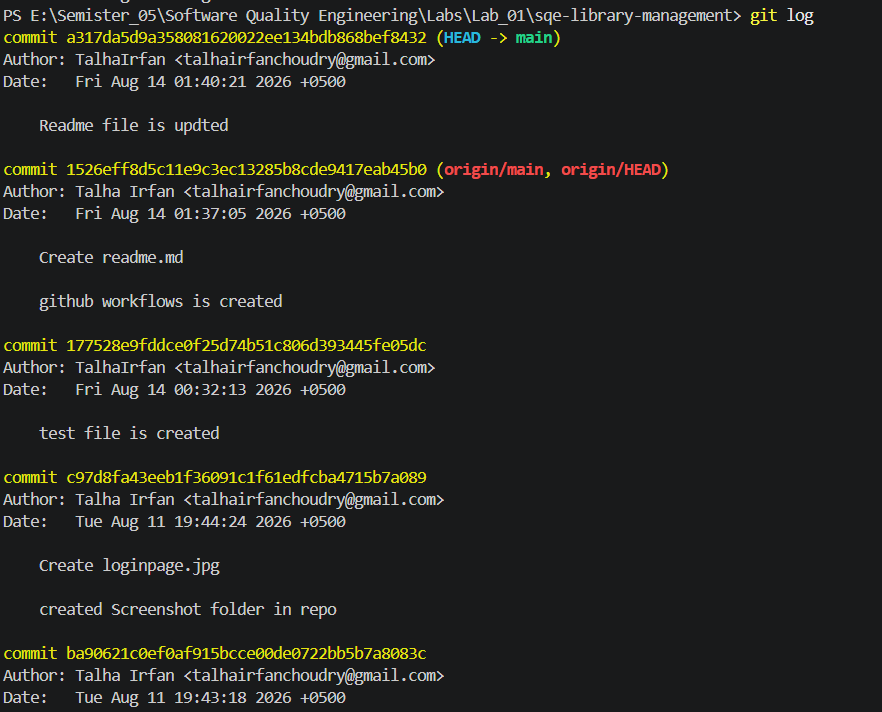 PS E:\Semister_05\Software Quality Engineering\Labs\Lab_01\sqe-library-management> git log
commit a317da5d9a358081620022ee134bdb868bef8432 (HEAD -> main)
Author: TalhaIrfan <talhairfanchoudry@gmail.com>
Date:   Fri Aug 14 01:40:21 2026 +0500

    Readme file is updted

commit 1526eff8d5c11e9c3ec13285b8cde9417eab45b0 (origin/main, origin/HEAD)
Author: Talha Irfan <talhairfanchoudry@gmail.com>
Date:   Fri Aug 14 01:37:05 2026 +0500

    Create readme.md

    github workflows is created

commit 177528e9fddce0f25d74b51c806d393445fe05dc
Author: TalhaIrfan <talhairfanchoudry@gmail.com>
Date:   Fri Aug 14 00:32:13 2026 +0500

    test file is created

commit c97d8fa43eeb1f36091c1f61edfcba4715b7a089
Author: Talha Irfan <talhairfanchoudry@gmail.com>
Date:   Tue Aug 11 19:44:24 2026 +0500

    Create loginpage.jpg

    created Screenshot folder in repo

commit ba90621c0ef0af915bcce00de0722bb5b7a8083c
Author: Talha Irfan <talhairfanchoudry@gmail.com>
Date:   Tue Aug 11 19:43:18 2026 +0500